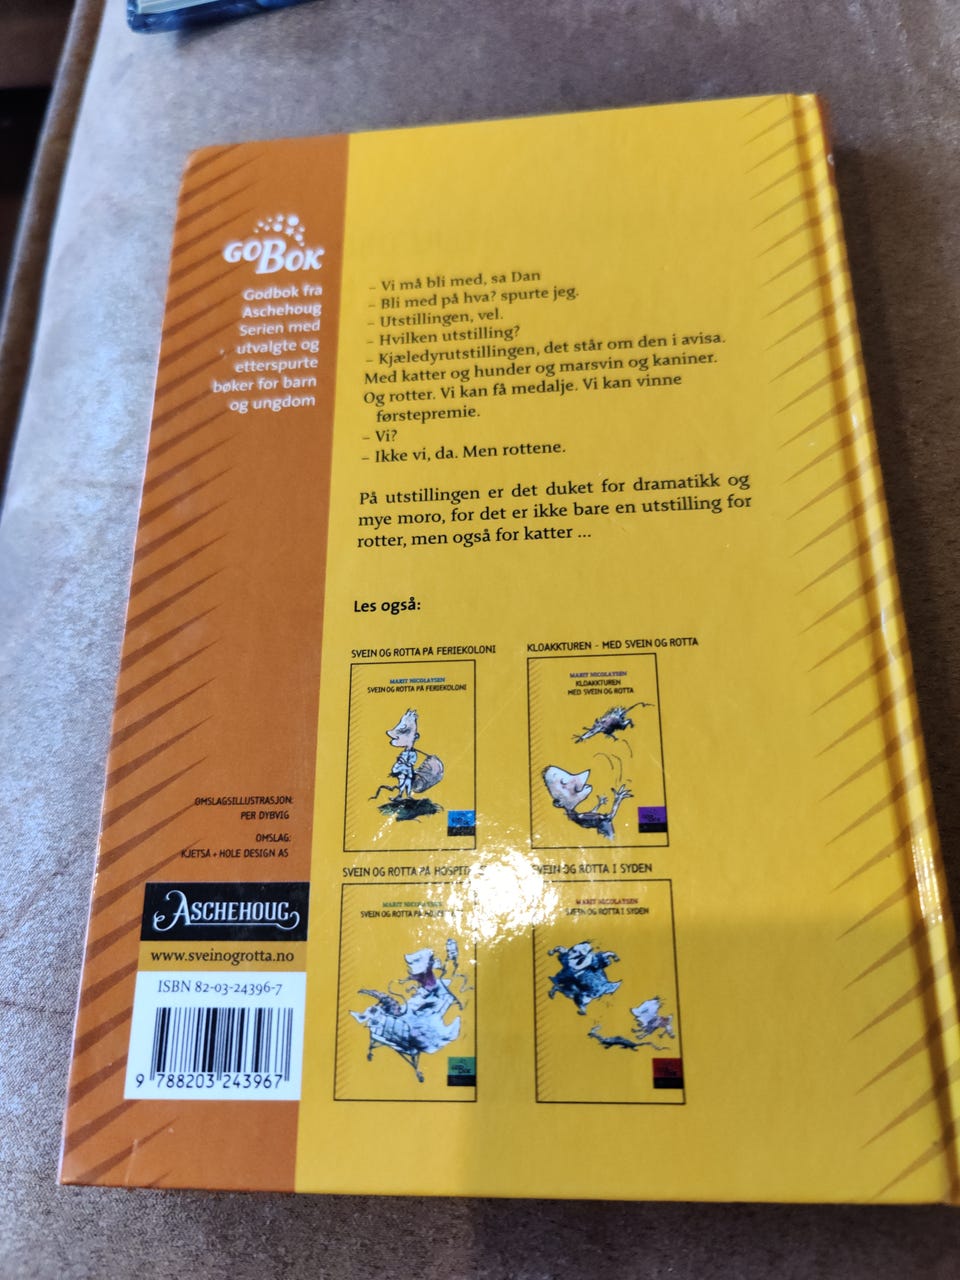 GOBOK
Godbok fra
Aschehoug
Serien med
utvalgte og
etterspurte
bøker for barn
og ungdom
– Vi må bli med, sa Dan
– Bli med på hva? spurte jeg.
– Utstillingen, vel.
– Hvilken utstilling?
– Kjæledyrutstillingen, det står om den i avisa.
Med katter og hunder og marsvin og kaniner.
Og rotter. Vi kan få medalje. Vi kan vinne
førstepremie.
– Vi?
– Ikke vi, da. Men rottene.
På utstillingen er det duket for dramatikk og
mye moro, for det er ikke bare en utstilling for
rotter, men også for katter ...
Les også:
SVEIN OG ROTTA PÅ FERIEKOLONI
MARIT NICOLAYSEN
SVEIN OG ROTTA PÅ FERIEKOLONI
KLOAKKTUREN – MED SVEIN OG ROTTA
MARIT NICOLAYSEN
KLOAKKTUREN
MED SVEIN OG ROTTA
SVEIN OG ROTTA PÅ
MARIT NICOLAYSEN
SVEIN OG ROTTA PÅ
SVEIN OG ROTTA I SYDEN
MARIT NICOLAYSEN
SVEIN OG ROTTA I SYDEN
OMSLAGSILLUSTRASJON:
PER DYBVIG
OMSLAG:
KJETSÅ + HOLE DESIGN AS
ASCHEHOUG
www.sveinogrotta.no
ISBN 82-03-24396-7
9 788203 243967